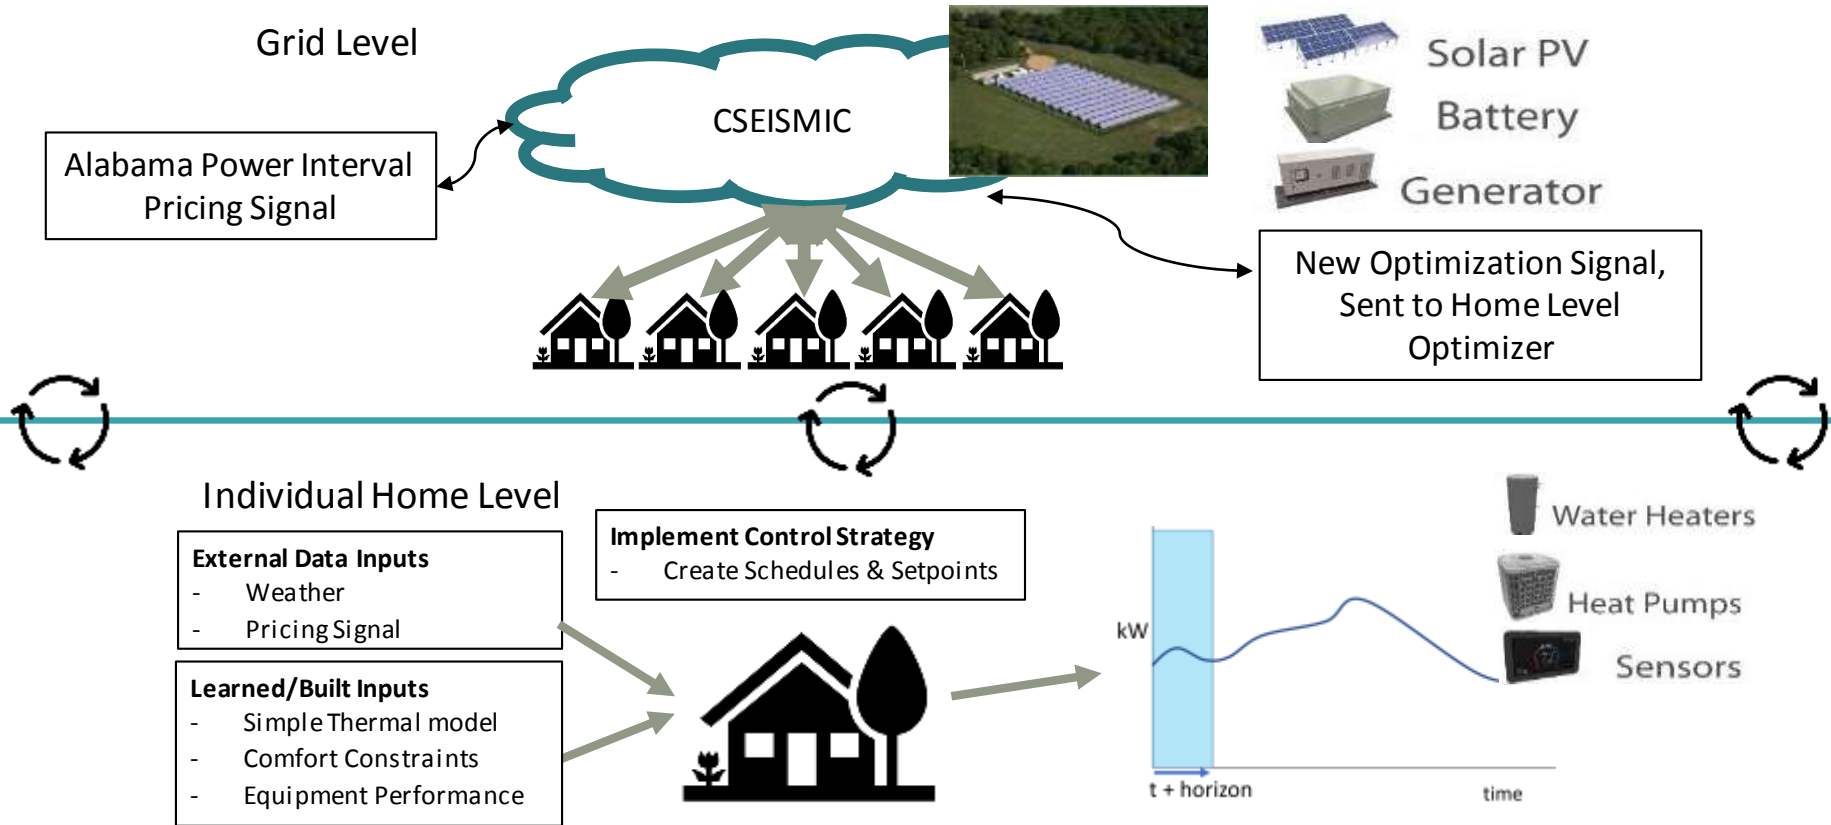 Grid Level
CSEISMIC
Alabama Power Interval
Pricing Signal
Solar PV
Battery
Generator
New Optimization Signal,
Sent to Home Level
Optimizer
Individual Home Level
External Data Inputs
- Weather
- Pricing Signal
Learned/Built Inputs
- Simple Thermal model
- Comfort Constraints
- Equipment Performance
Implement Control Strategy
- Create Schedules & Setpoints
kW
t + horizon
time
Water Heaters
Heat Pumps
Sensors